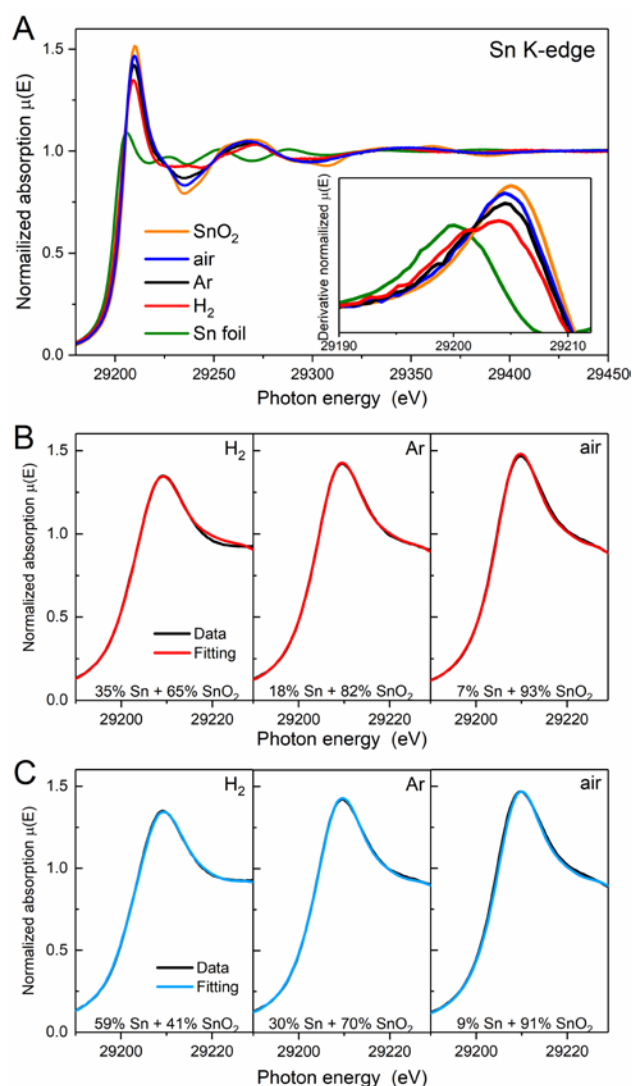 A
Sn K-edge
Normailized absorption μ(E)
1.5
1.0
0.5
0.0
SnO2
air
Ar
H2
Sn foil
Derivative normailized μ(E)
29190
29200
29210
29200 29250 29300 29350 29400 29450
Photon energy (eV)
B
H2
Ar
air
Normalized absorption μ(E)
1.5
1.0
0.5
0.0
Data
Fitting
35% Sn + 65% SnO2
18% Sn + 82% SnO2
7% Sn + 93% SnO2
29200 29220 29200 29220 29200 29220
Photon energy (eV)
C
H2
Ar
air
Normalized absorption μ(E)
1.5
1.0
0.5
0.0
Data
Fitting
59% Sn + 41% SnO2
30% Sn + 70% SnO2
9% Sn + 91% SnO2
29200 29220 29200 29220 29200 29220
Photon energy (eV)